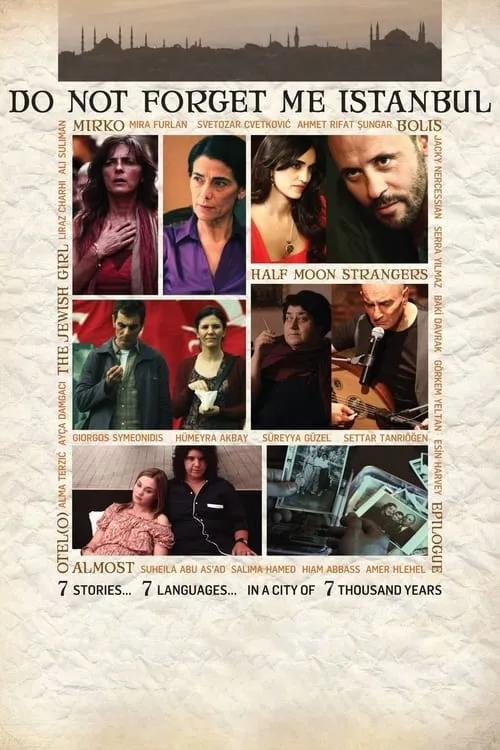 DO NOT FORGET ME ISTANBUL
MIRKO MIRA FURLAN SVETOZAR CVETKOVIĆ AHMET RIFAT ŞUNGAR BOLIS
JACKY NERCESSIAN SERRA YILMAZ BAKİ DAVRAK GÖRKEM YELTAN ESİN HARVEY EPILOGUE
OTEL(O) ALMA TERZIĆ AYÇA DAMGACI THE JEWISH GIRL LIRAZ CHARHI ALI SULIMAN
HALF MOON STRANGERS
GIORGOS SYMEONIDIS HÜMEYRA AKBAY SÜREYYA GÜZEL SETTAR TANRIÖĞEN
ALMOST SUHEILA ABU AS'AD SALIMA HAMED HIAM ABBASS AMER HLEHEL
7 STORIES... 7 LANGUAGES... IN A CITY OF 7 THOUSAND YEARS